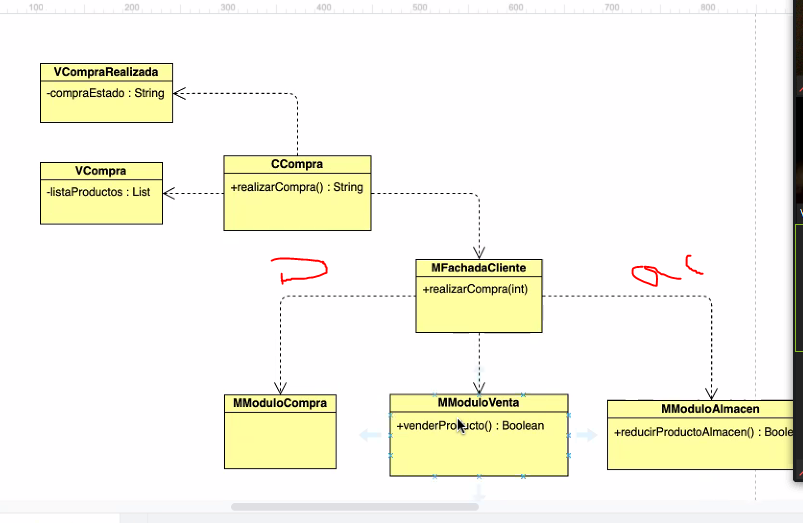 100 200 300 400 500 600 700 800
VCompraRealizada
-compraEstado : String
VCompra
-listaProductos : List
CCompra
+realizarCompra() : String
MFachadaCliente
+realizarCompra(int)
MModuloCompra
MModuloVenta
+venderProducto() : Boolean
MModuloAlmacen
+reducirProductoAlmacen() : Boole